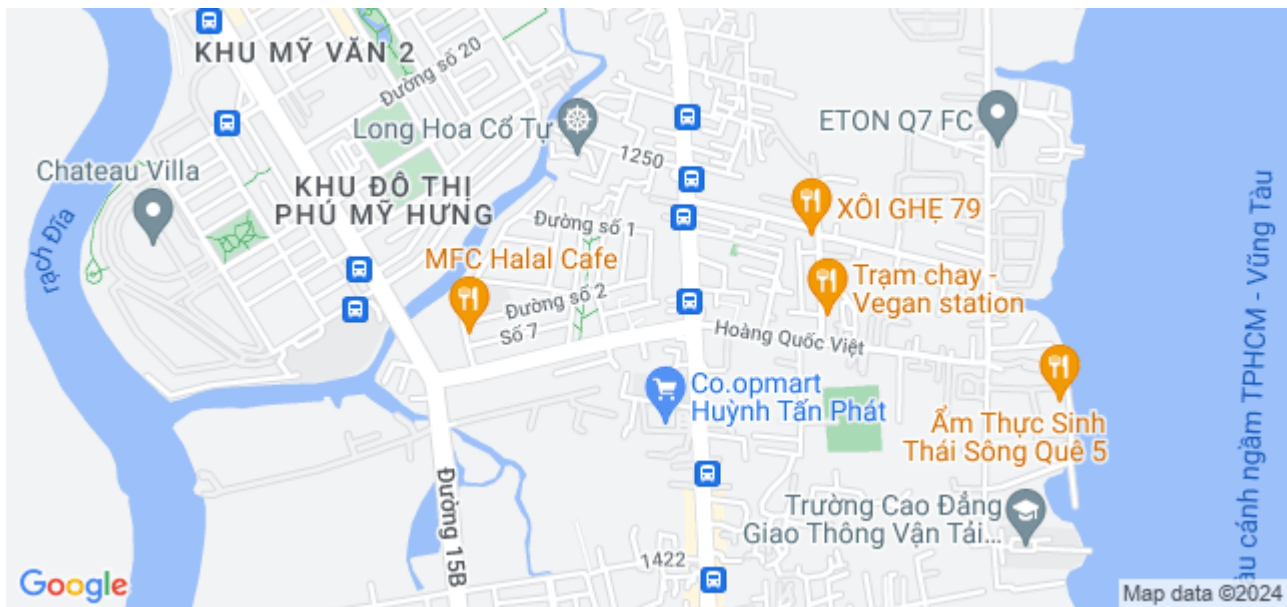 KHU MỸ VĂN 2
Đường số 20
Long Hoa Cổ Tự
1250
ETON Q7 FC
Chateau Villa
KHU ĐÔ THỊ
PHÚ MỸ HƯNG
Đường số 1
XÔI GHẸ 79
rạch Đĩa
MFC Halal Cafe
Đường số 2
Số 7
Trạm chay -
Vegan station
Hoàng Quốc Việt
Co.opmart
Huỳnh Tấn Phát
Ẩm Thực Sinh
Thái Sông Quê 5
Đường 15B
Trường Cao Đẳng
Giao Thông Vận Tải...
1422
àu cánh ngầm TPHCM - Vũng Tàu
Google
Map data ©2024